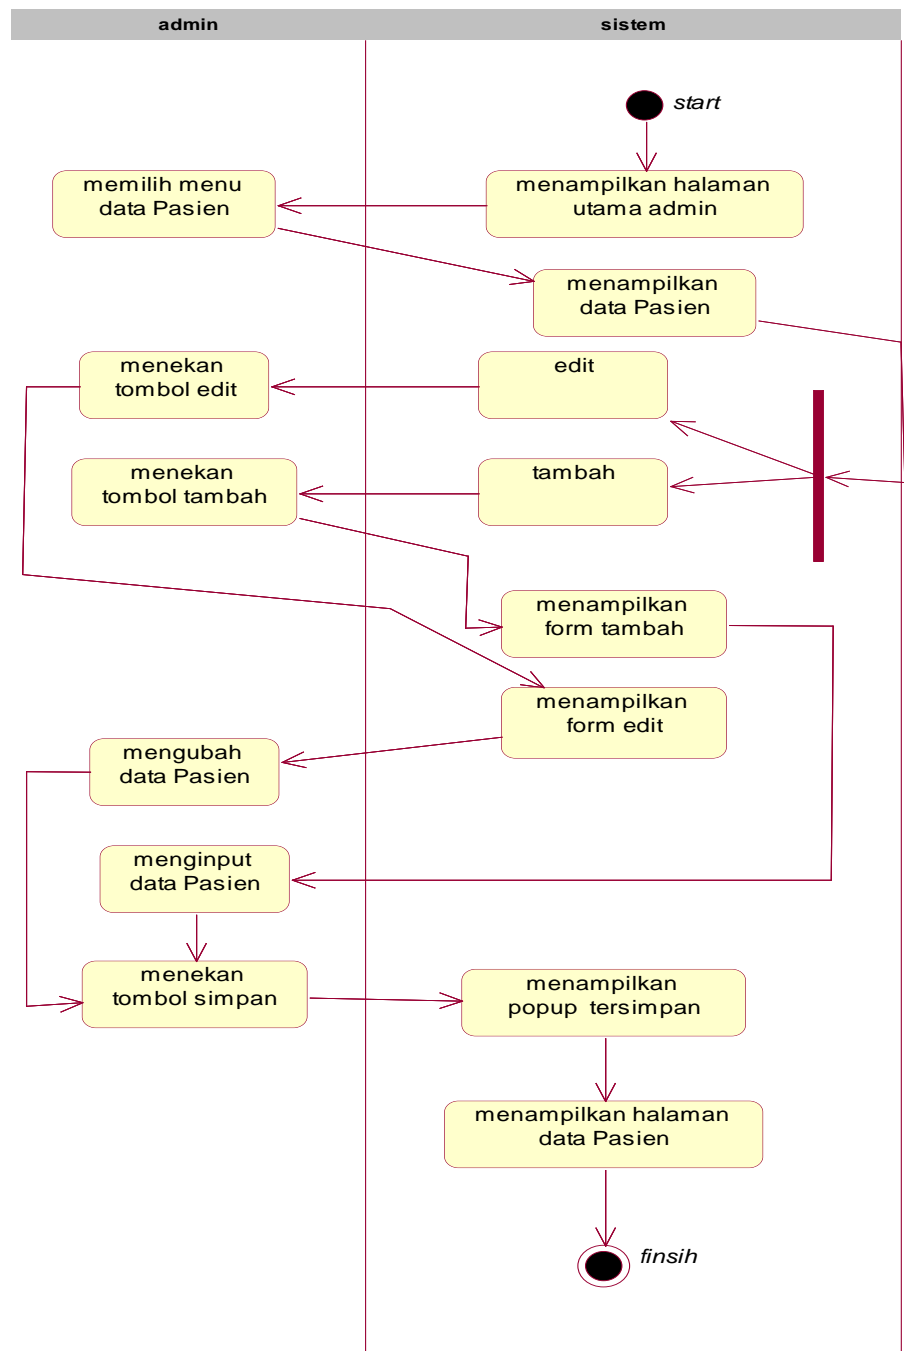 admin
sistem
start
memilih menu
data Pasien
menampilkan halaman
utama admin
menampilkan
data Pasien
menekan
tombol edit
edit
menekan
tombol tambah
tambah
menampilkan
form tambah
menampilkan
form edit
mengubah
data Pasien
menginput
data Pasien
menekan
tombol simpan
menampilkan
popup tersimpan
menampilkan halaman
data Pasien
finsih